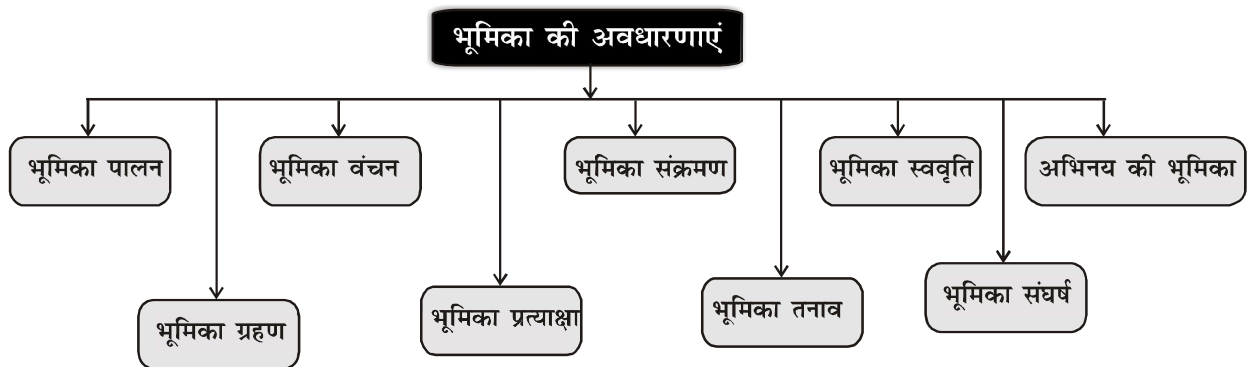 भूमिका की अवधारणाएं
भूमिका पालन
भूमिका वंचन
भूमिका संक्रमण
भूमिका स्ववृति
अभिनय की भूमिका
भूमिका ग्रहण
भूमिका प्रत्याक्षा
भूमिका तनाव
भूमिका संघर्ष